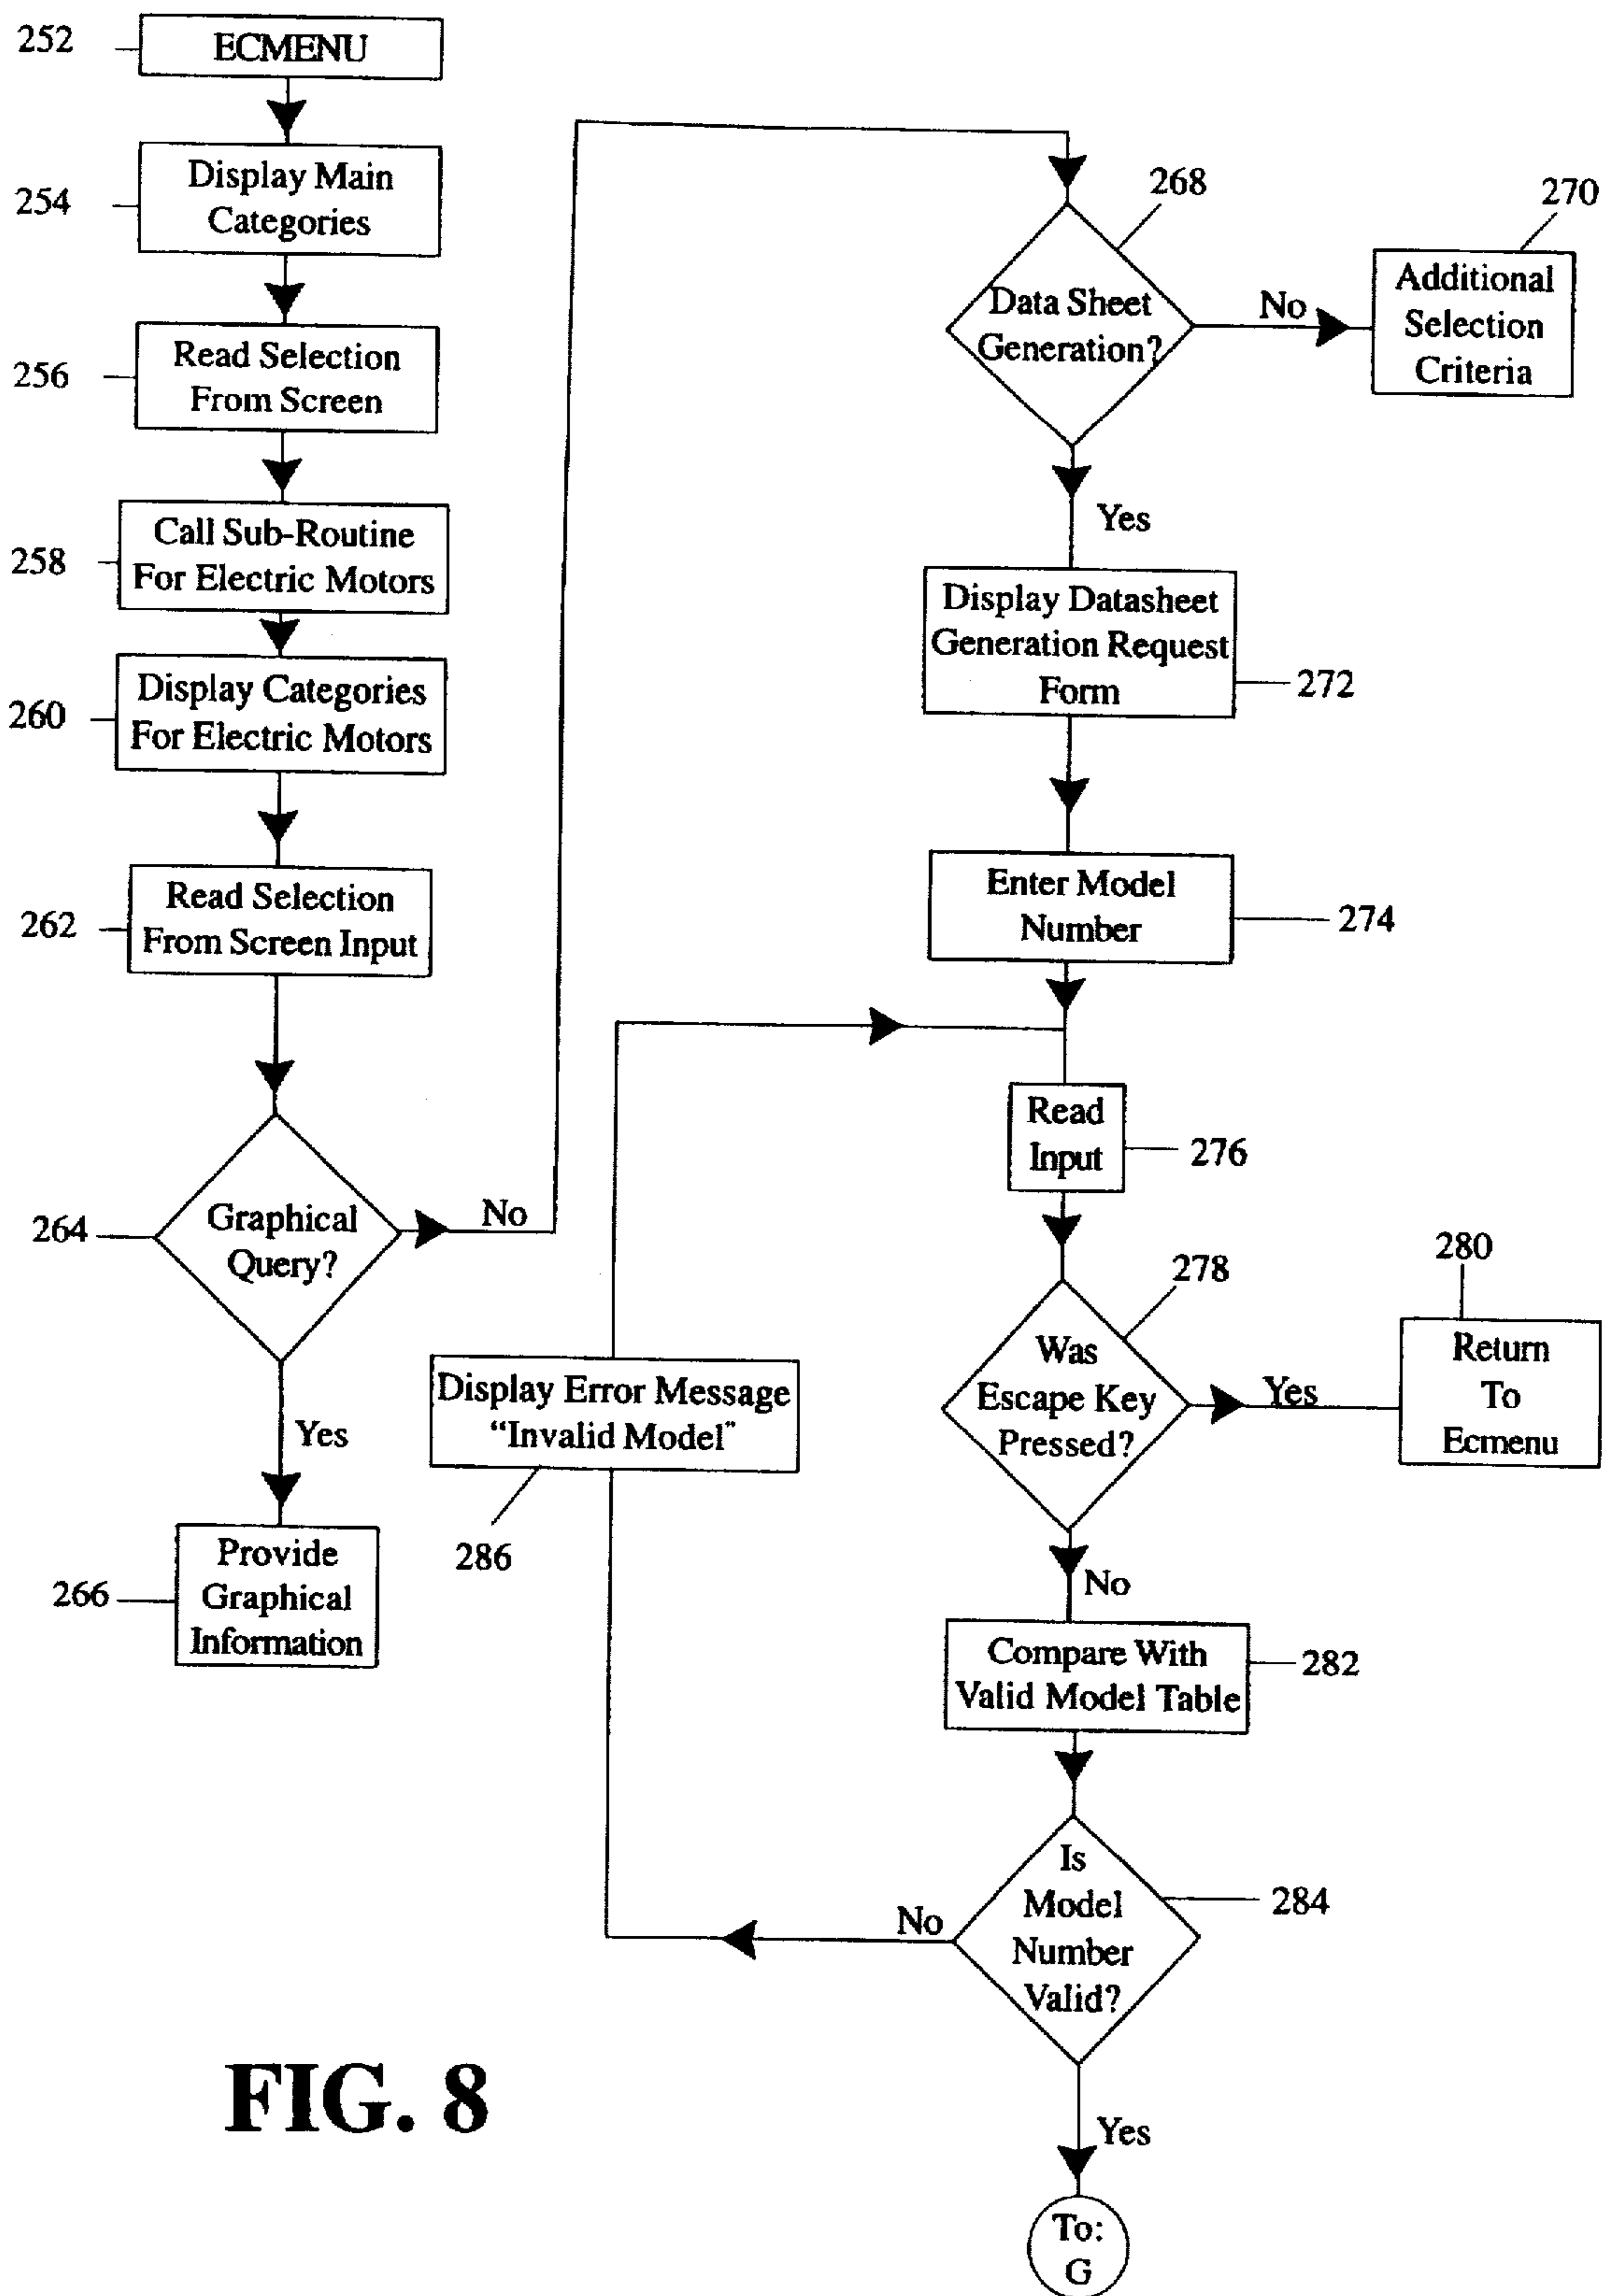 252
ECMENU
254
Display Main
Categories
256
Read Selection
From Screen
258
Call Sub-Routine
For Electric Motors
260
Display Categories
For Electric Motors
262
Read Selection
From Screen Input
264
Graphical
Query?
No
Yes
266
Provide
Graphical
Information
268
Data Sheet
Generation?
No
270
Additional
Selection
Criteria
Yes
Display Datasheet
Generation Request
Form
272
Enter Model
Number
274
Read
Input
276
278
Was
Escape Key
Pressed?
Yes
280
Return
To
Ecmenu
No
Compare With
Valid Model Table
282
Is
Model
Number
Valid?
284
No
Display Error Message
“Invalid Model”
286
Yes
To:
G
FIG. 8